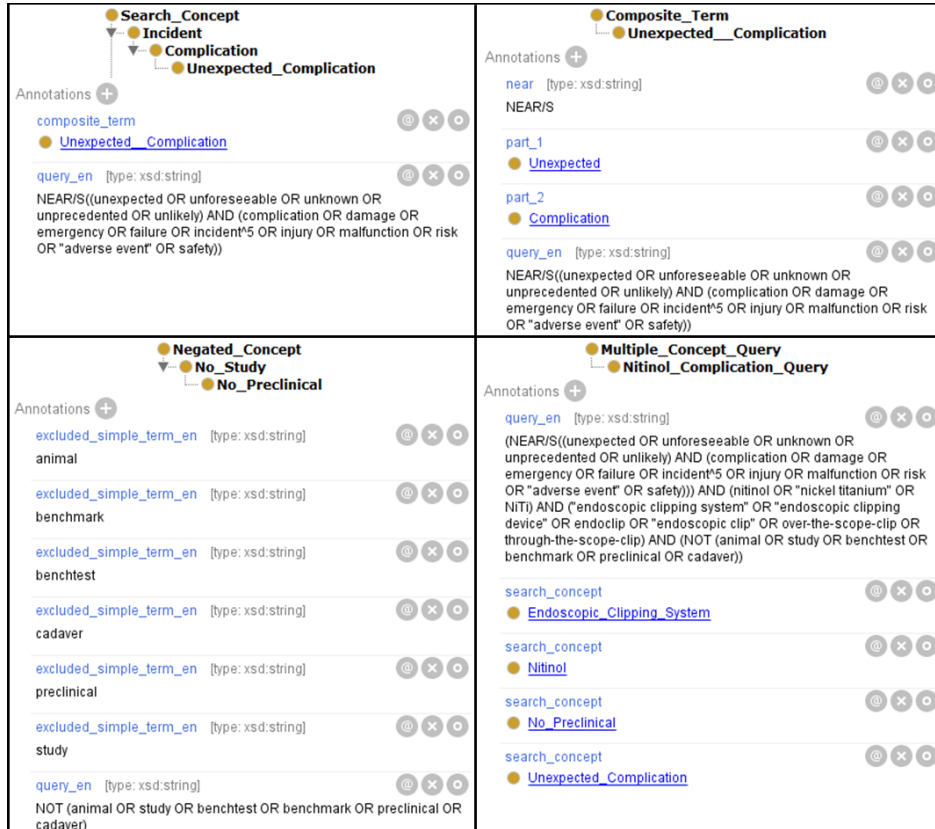 Search_Concept
Incident
Complication
Unexpected_Complication
Annotations
composite_term
Unexpected__Complication
query_en [type: xsd:string]
NEAR/S((unexpected OR unforeseeable OR unknown OR
unprecedented OR unlikely) AND (complication OR damage OR
emergency OR failure OR incident^5 OR injury OR malfunction OR risk
OR "adverse event" OR safety))
Composite_Term
Unexpected__Complication
Annotations
near [type: xsd:string]
NEAR/S
part_1
Unexpected
part_2
Complication
query_en [type: xsd:string]
NEAR/S((unexpected OR unforeseeable OR unknown OR
unprecedented OR unlikely) AND (complication OR damage OR
emergency OR failure OR incident^5 OR injury OR malfunction OR risk
OR "adverse event" OR safety))
Negated_Concept
No_Study
No_Preclinical
Annotations
excluded_simple_term_en [type: xsd:string]
animal
excluded_simple_term_en [type: xsd:string]
benchmark
excluded_simple_term_en [type: xsd:string]
benchtest
excluded_simple_term_en [type: xsd:string]
cadaver
excluded_simple_term_en [type: xsd:string]
preclinical
excluded_simple_term_en [type: xsd:string]
study
query_en [type: xsd:string]
NOT (animal OR study OR benchtest OR benchmark OR preclinical OR
cadaver)
Multiple_Concept_Query
Nitinol_Complication_Query
Annotations
query_en [type: xsd:string]
(NEAR/S((unexpected OR unforeseeable OR unknown OR
unprecedented OR unlikely) AND (complication OR damage OR
emergency OR failure OR incident^5 OR injury OR malfunction OR risk
OR "adverse event" OR safety))) AND (nitinol OR "nickel titanium" OR
NiTi) AND ("endoscopic clipping system" OR "endoscopic clipping
device" OR endoclip OR "endoscopic clip" OR over-the-scope-clip OR
through-the-scope-clip) AND (NOT (animal OR study OR benchtest OR
benchmark OR preclinical OR cadaver))
search_concept
Endoscopic_Clipping_System
search_concept
Nitinol
search_concept
No_Preclinical
search_concept
Unexpected_Complication